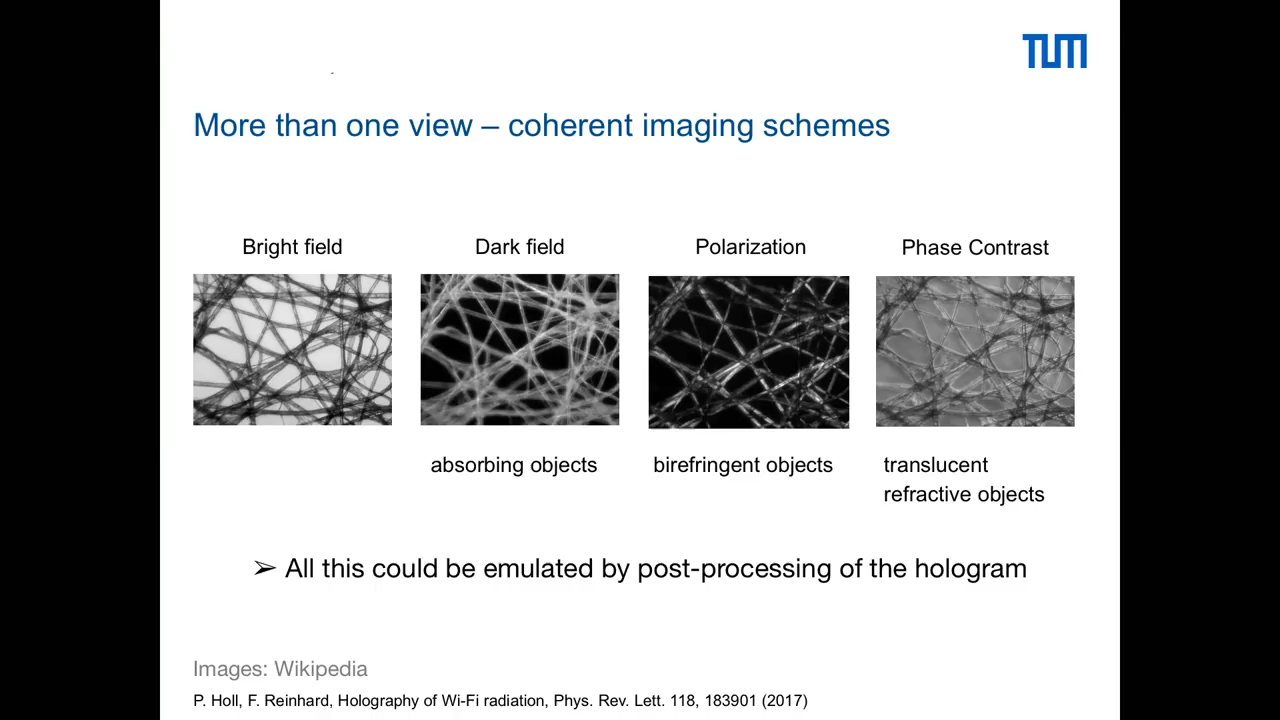 TUM
More than one view – coherent imaging schemes
Bright field
Dark field
Polarization
Phase Contrast
absorbing objects
birefringent objects
translucent
refractive objects
➢ All this could be emulated by post-processing of the hologram
Images: Wikipedia
P. Holl, F. Reinhard, Holography of Wi-Fi radiation, Phys. Rev. Lett. 118, 183901 (2017)